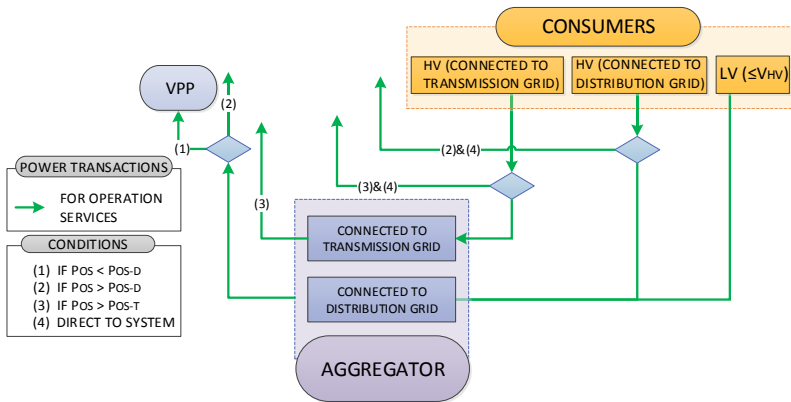 CONSUMERS
HV (CONNECTED TO
TRANSMISSION GRID)
HV (CONNECTED TO
DISTRIBUTION GRID)
LV (≤VHV)
VPP
(2)
(1)
(2)&(4)
(3)&(4)
(3)
POWER TRANSACTIONS
FOR OPERATION
SERVICES
CONDITIONS
(1) IF POS < POS-D
(2) IF POS > POS-D
(3) IF POS > POS-T
(4) DIRECT TO SYSTEM
CONNECTED TO
TRANSMISSION GRID
CONNECTED TO
DISTRIBUTION GRID
AGGREGATOR